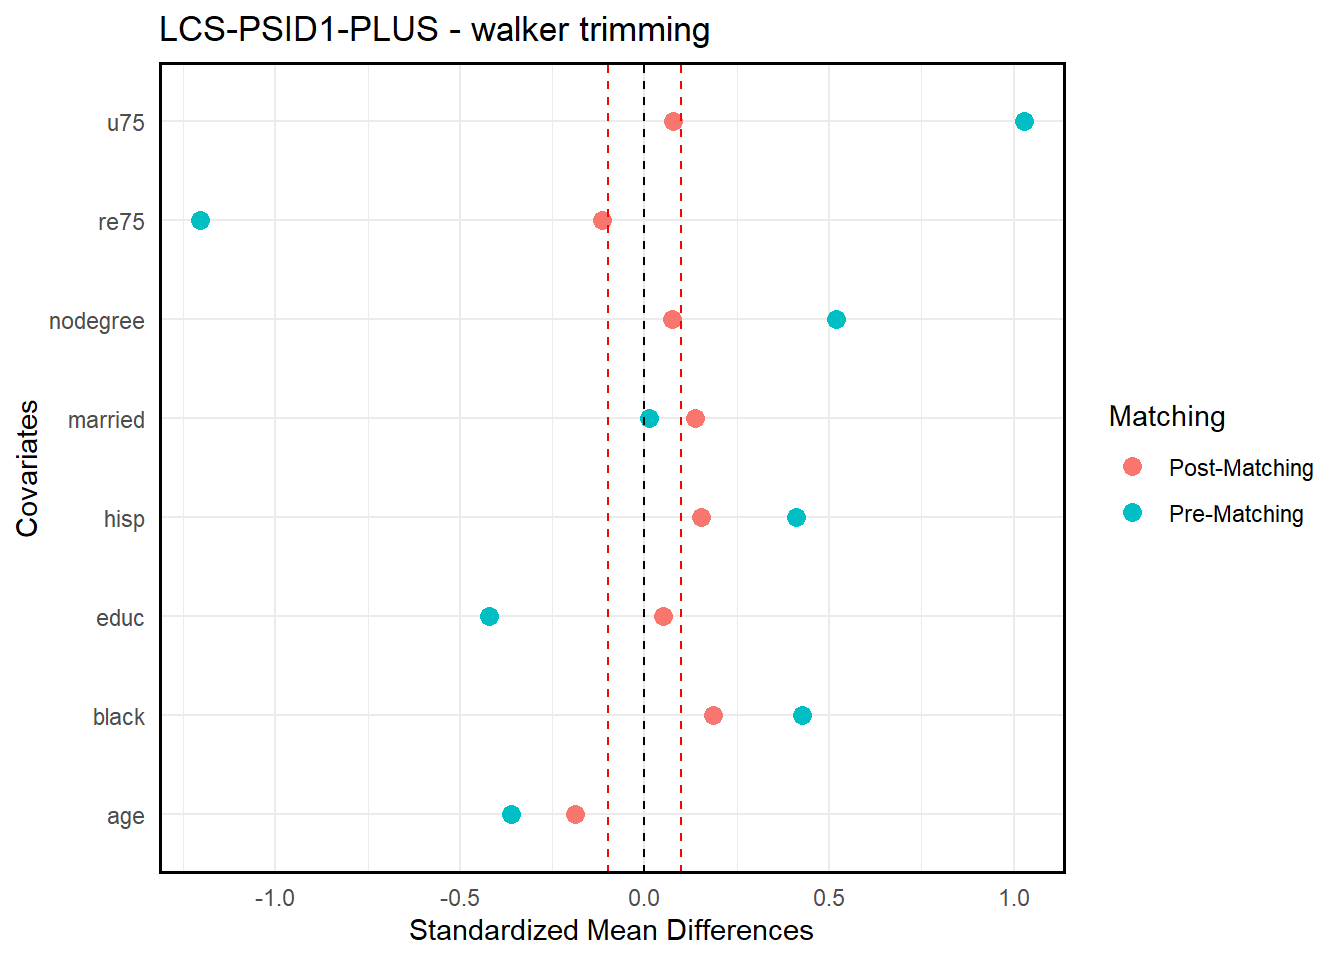 LCS-PSID1-PLUS - walker trimming
u75
re75
nodegree
married
hisp
educ
black
age
Covariates
-1.0
-0.5
0.0
0.5
1.0
Standardized Mean Differences
Matching
Post-Matching
Pre-Matching